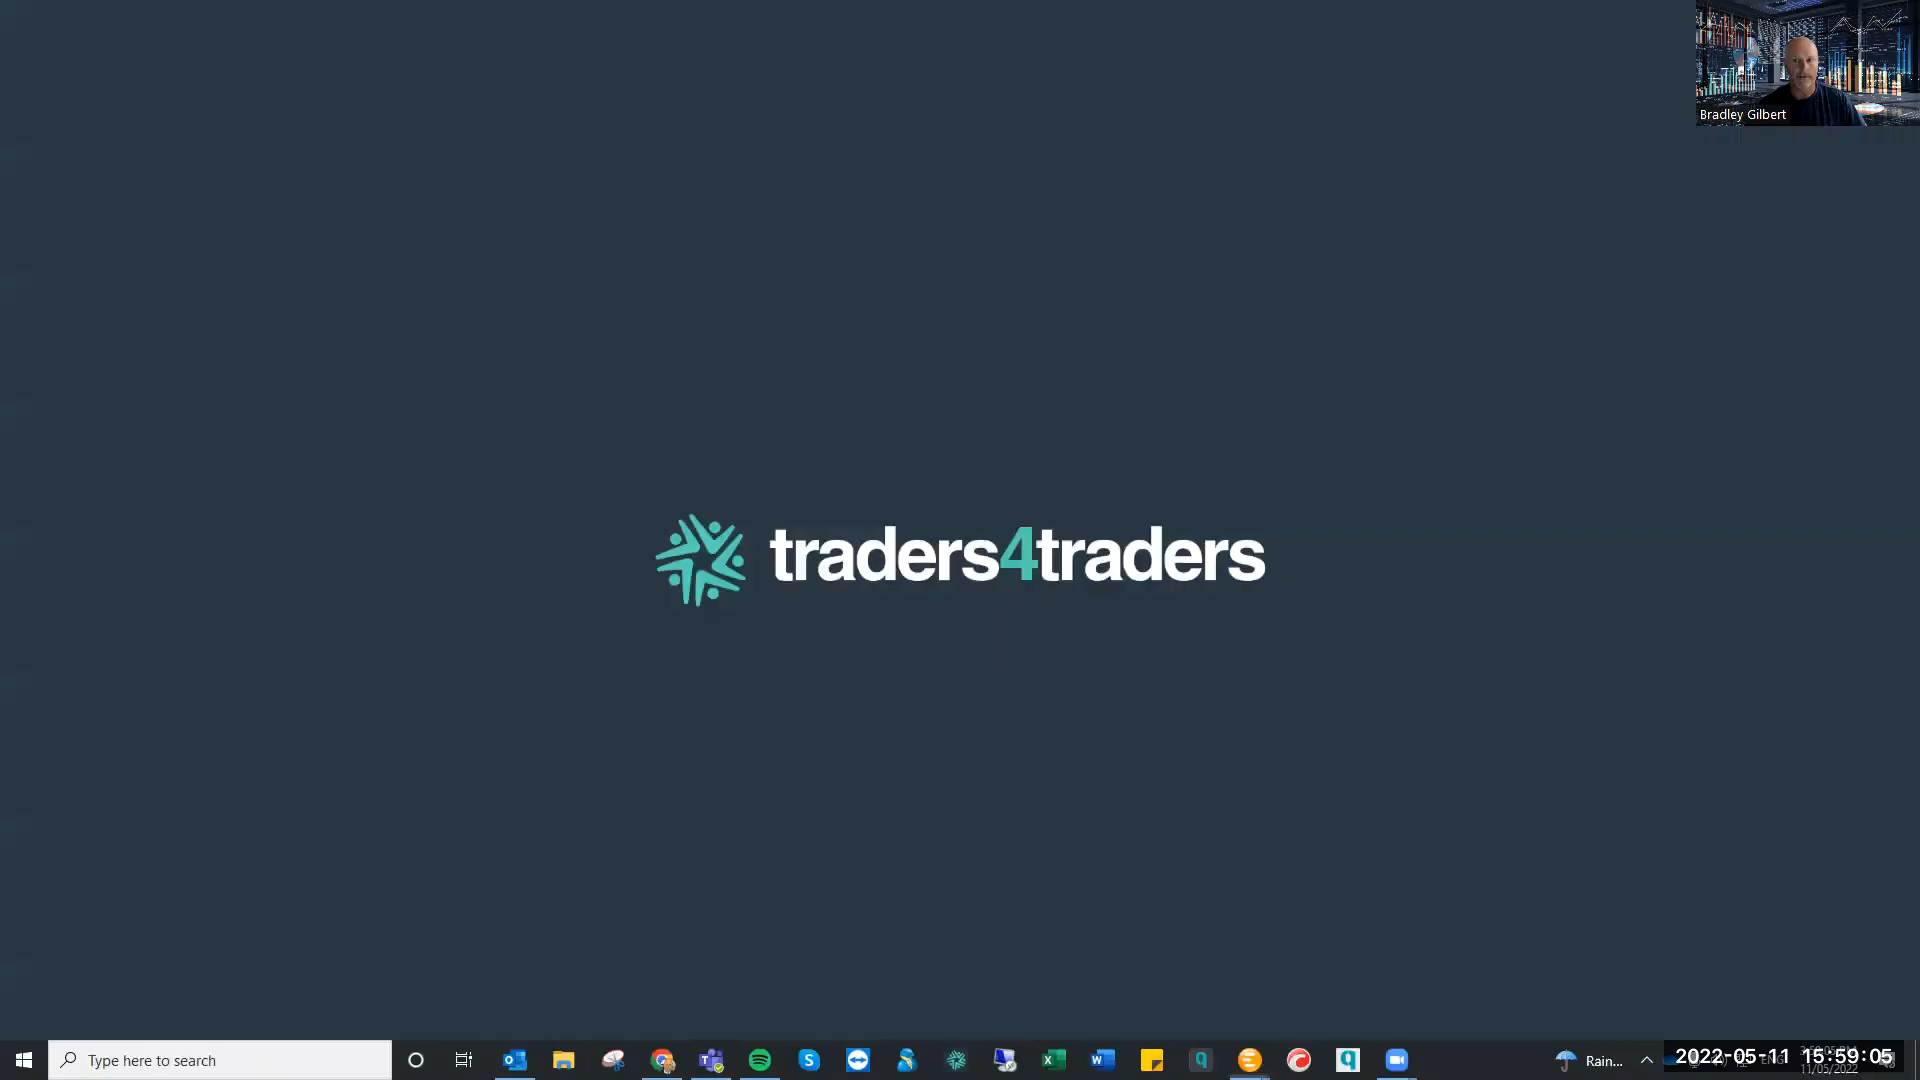 Bradley Gilbert
traders4traders
Type here to search
Rain...
2022-05-11 15:59:05
11/05/2022